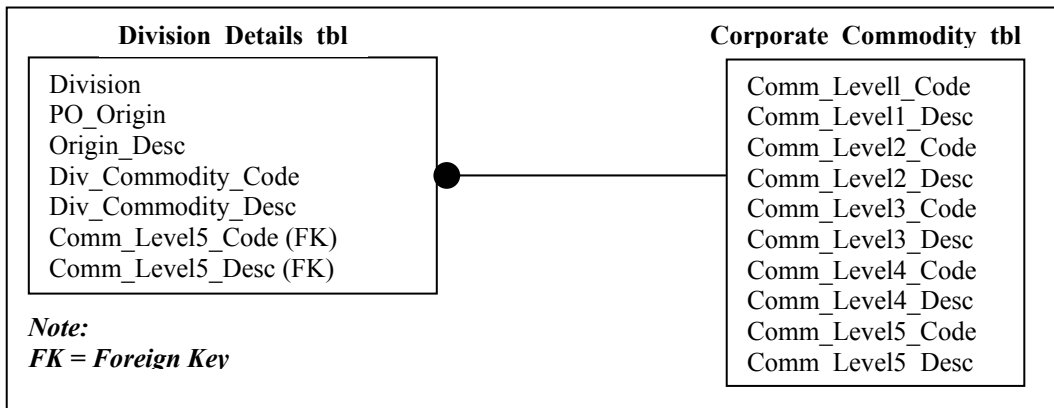 Division Details tbl
Division
PO_Origin
Origin_Desc
Div_Commodity_Code
Div_Commodity_Desc
Comm_Level5_Code (FK)
Comm_Level5_Desc (FK)
Note:
FK = Foreign Key
Corporate Commodity tbl
Comm_Levell_Code
Comm_Level1_Desc
Comm_Level2_Code
Comm_Level2_Desc
Comm_Level3_Code
Comm_Level3_Desc
Comm_Level4_Code
Comm_Level4_Desc
Comm_Level5_Code
Comm_Level5_Desc